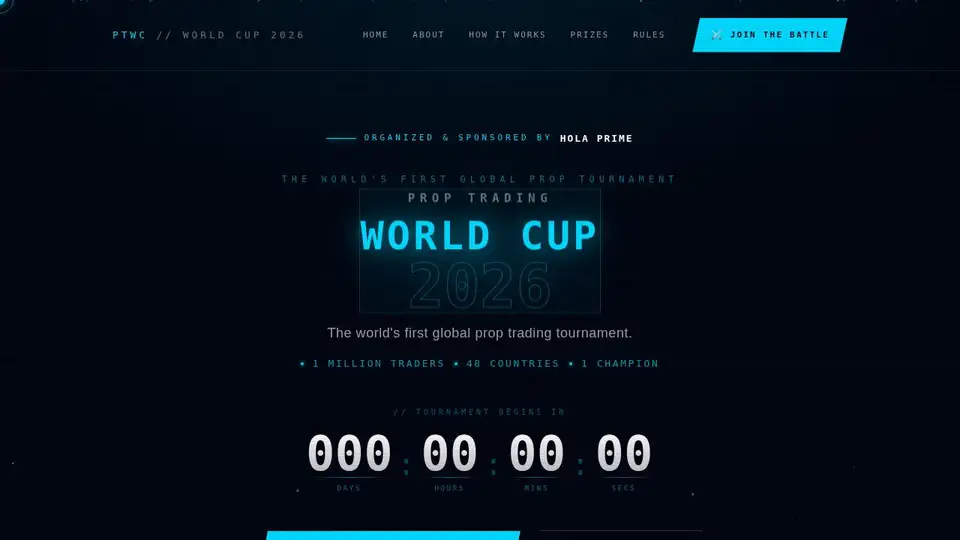 PTWC // WORLD CUP 2026
HOME ABOUT HOW IT WORKS PRIZES RULES
⚔️ JOIN THE BATTLE
ORGANIZED & SPONSORED BY HOLA PRIME
THE WORLD'S FIRST GLOBAL PROP TOURNAMENT
PROP TRADING
WORLD CUP
2026
The world's first global prop trading tournament.
1 MILLION TRADERS • 48 COUNTRIES • 1 CHAMPION
// TOURNAMENT BEGINS IN
000 : 00 : 00 : 00
DAYS HOURS MINS SECS